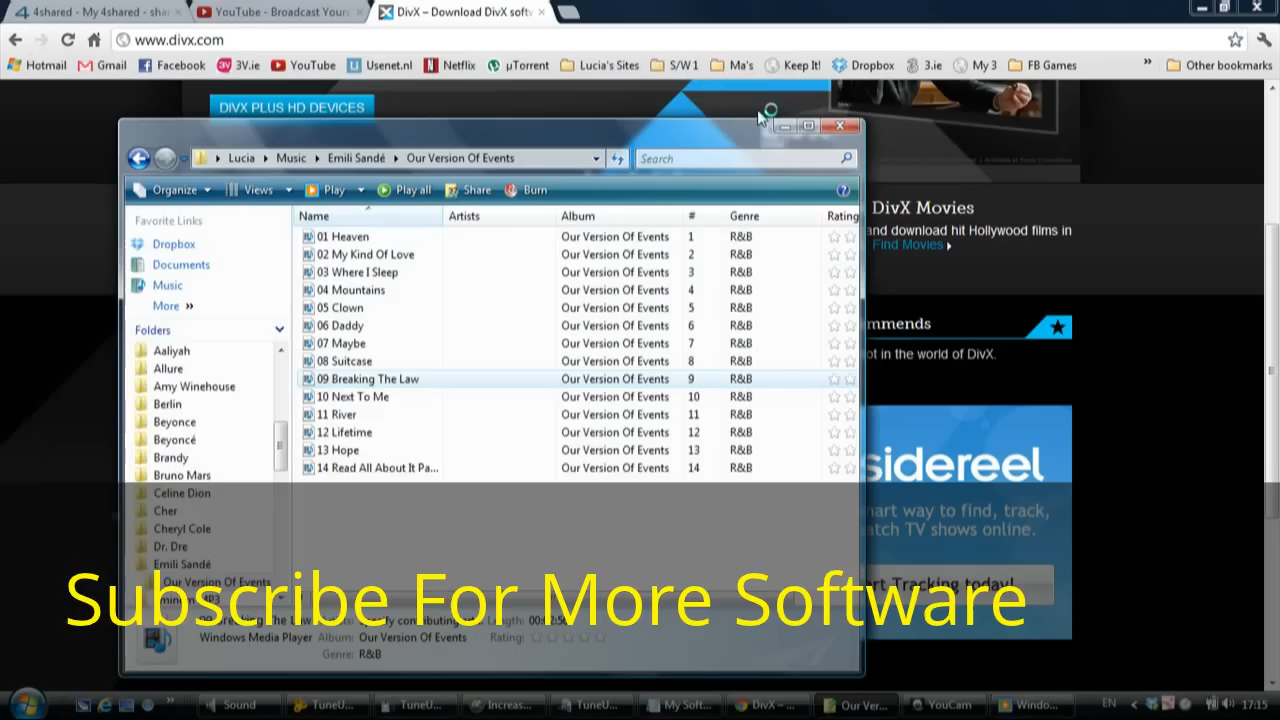 4shared - My 4shared - shar
YouTube - Broadcast Yours
DivX – Download DivX softw
www.divx.com
Hotmail Gmail Facebook 3V.ie YouTube Usenet.nl Netflix µTorrent Lucia's Sites S/W 1 Ma's Keep It! Dropbox 3.ie My 3 FB Games » Other bookmarks
DIVX PLUS HD DEVICES
Lucia Music Emili Sandé Our Version Of Events Search
Organize Views Play Play all Share Burn
Favorite Links
Dropbox
Documents
Music
More »
Folders
Aaliyah
Allure
Amy Winehouse
Berlin
Beyonce
Beyoncé
Brandy
Bruno Mars
Celine Dion
Cher
Cheryl Cole
Dr. Dre
Emili Sandé
Our Version Of Events
Name Artists Album # Genre Rating
01 Heaven Our Version Of Events 1 R&B
02 My Kind Of Love Our Version Of Events 2 R&B
03 Where I Sleep Our Version Of Events 3 R&B
04 Mountains Our Version Of Events 4 R&B
05 Clown Our Version Of Events 5 R&B
06 Daddy Our Version Of Events 6 R&B
07 Maybe Our Version Of Events 7 R&B
08 Suitcase Our Version Of Events 8 R&B
09 Breaking The Law Our Version Of Events 9 R&B
10 Next To Me Our Version Of Events 10 R&B
11 River Our Version Of Events 11 R&B
12 Lifetime Our Version Of Events 12 R&B
13 Hope Our Version Of Events 13 R&B
14 Read All About It Pa... Our Version Of Events 14 R&B
DivX Movies
and download hit Hollywood films in
Find Movies
mmends
ot in the world of DivX.
sidereel
mart way to find, track,
atch TV shows online.
rt Tracking today!
Subscribe For More Software
Windows Media Player Album: Our Version Of Events Rating:
Genre: R&B
Sound TuneU... TuneU... Increas... TuneU... My Soft... DivX – ... Our Ver... YouCam Windo... EN < 17:15